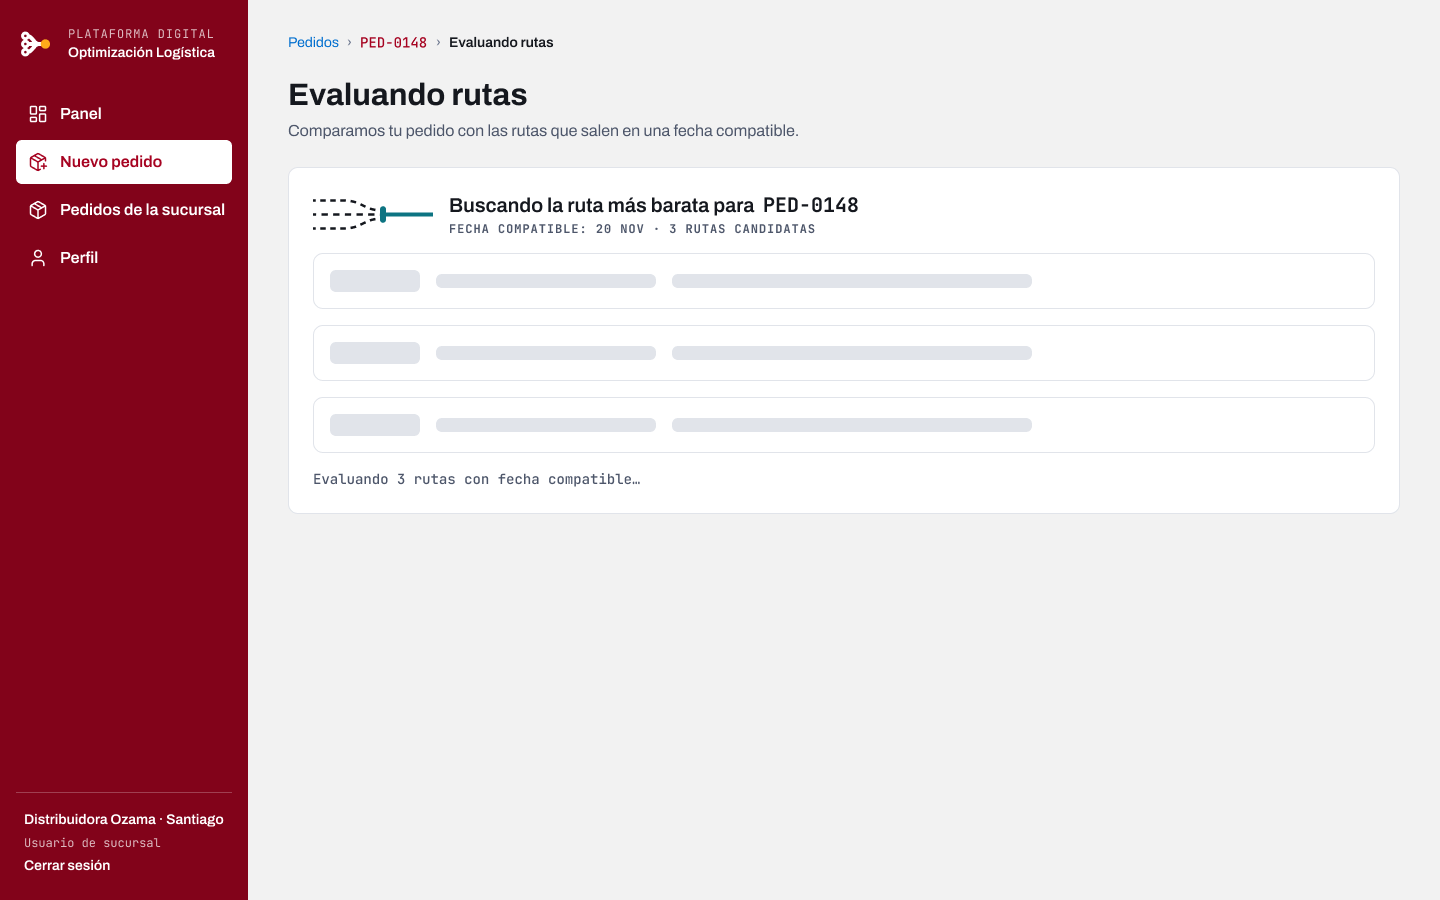 PLATAFORMA DIGITAL
Optimización Logística
Panel
Nuevo pedido
Pedidos de la sucursal
Perfil
Distribuidora Ozama · Santiago
Usuario de sucursal
Cerrar sesión
Pedidos › PED-0148 › Evaluando rutas
Evaluando rutas
Comparamos tu pedido con las rutas que salen en una fecha compatible.
Buscando la ruta más barata para PED-0148
FECHA COMPATIBLE: 20 NOV · 3 RUTAS CANDIDATAS
Evaluando 3 rutas con fecha compatible…